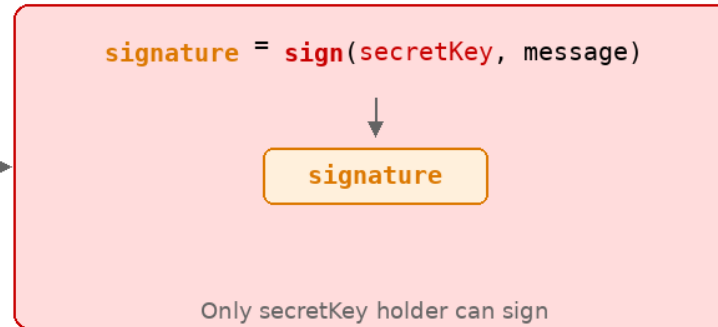 signature = sign(secretKey, message)
signature
Only secretKey holder can sign